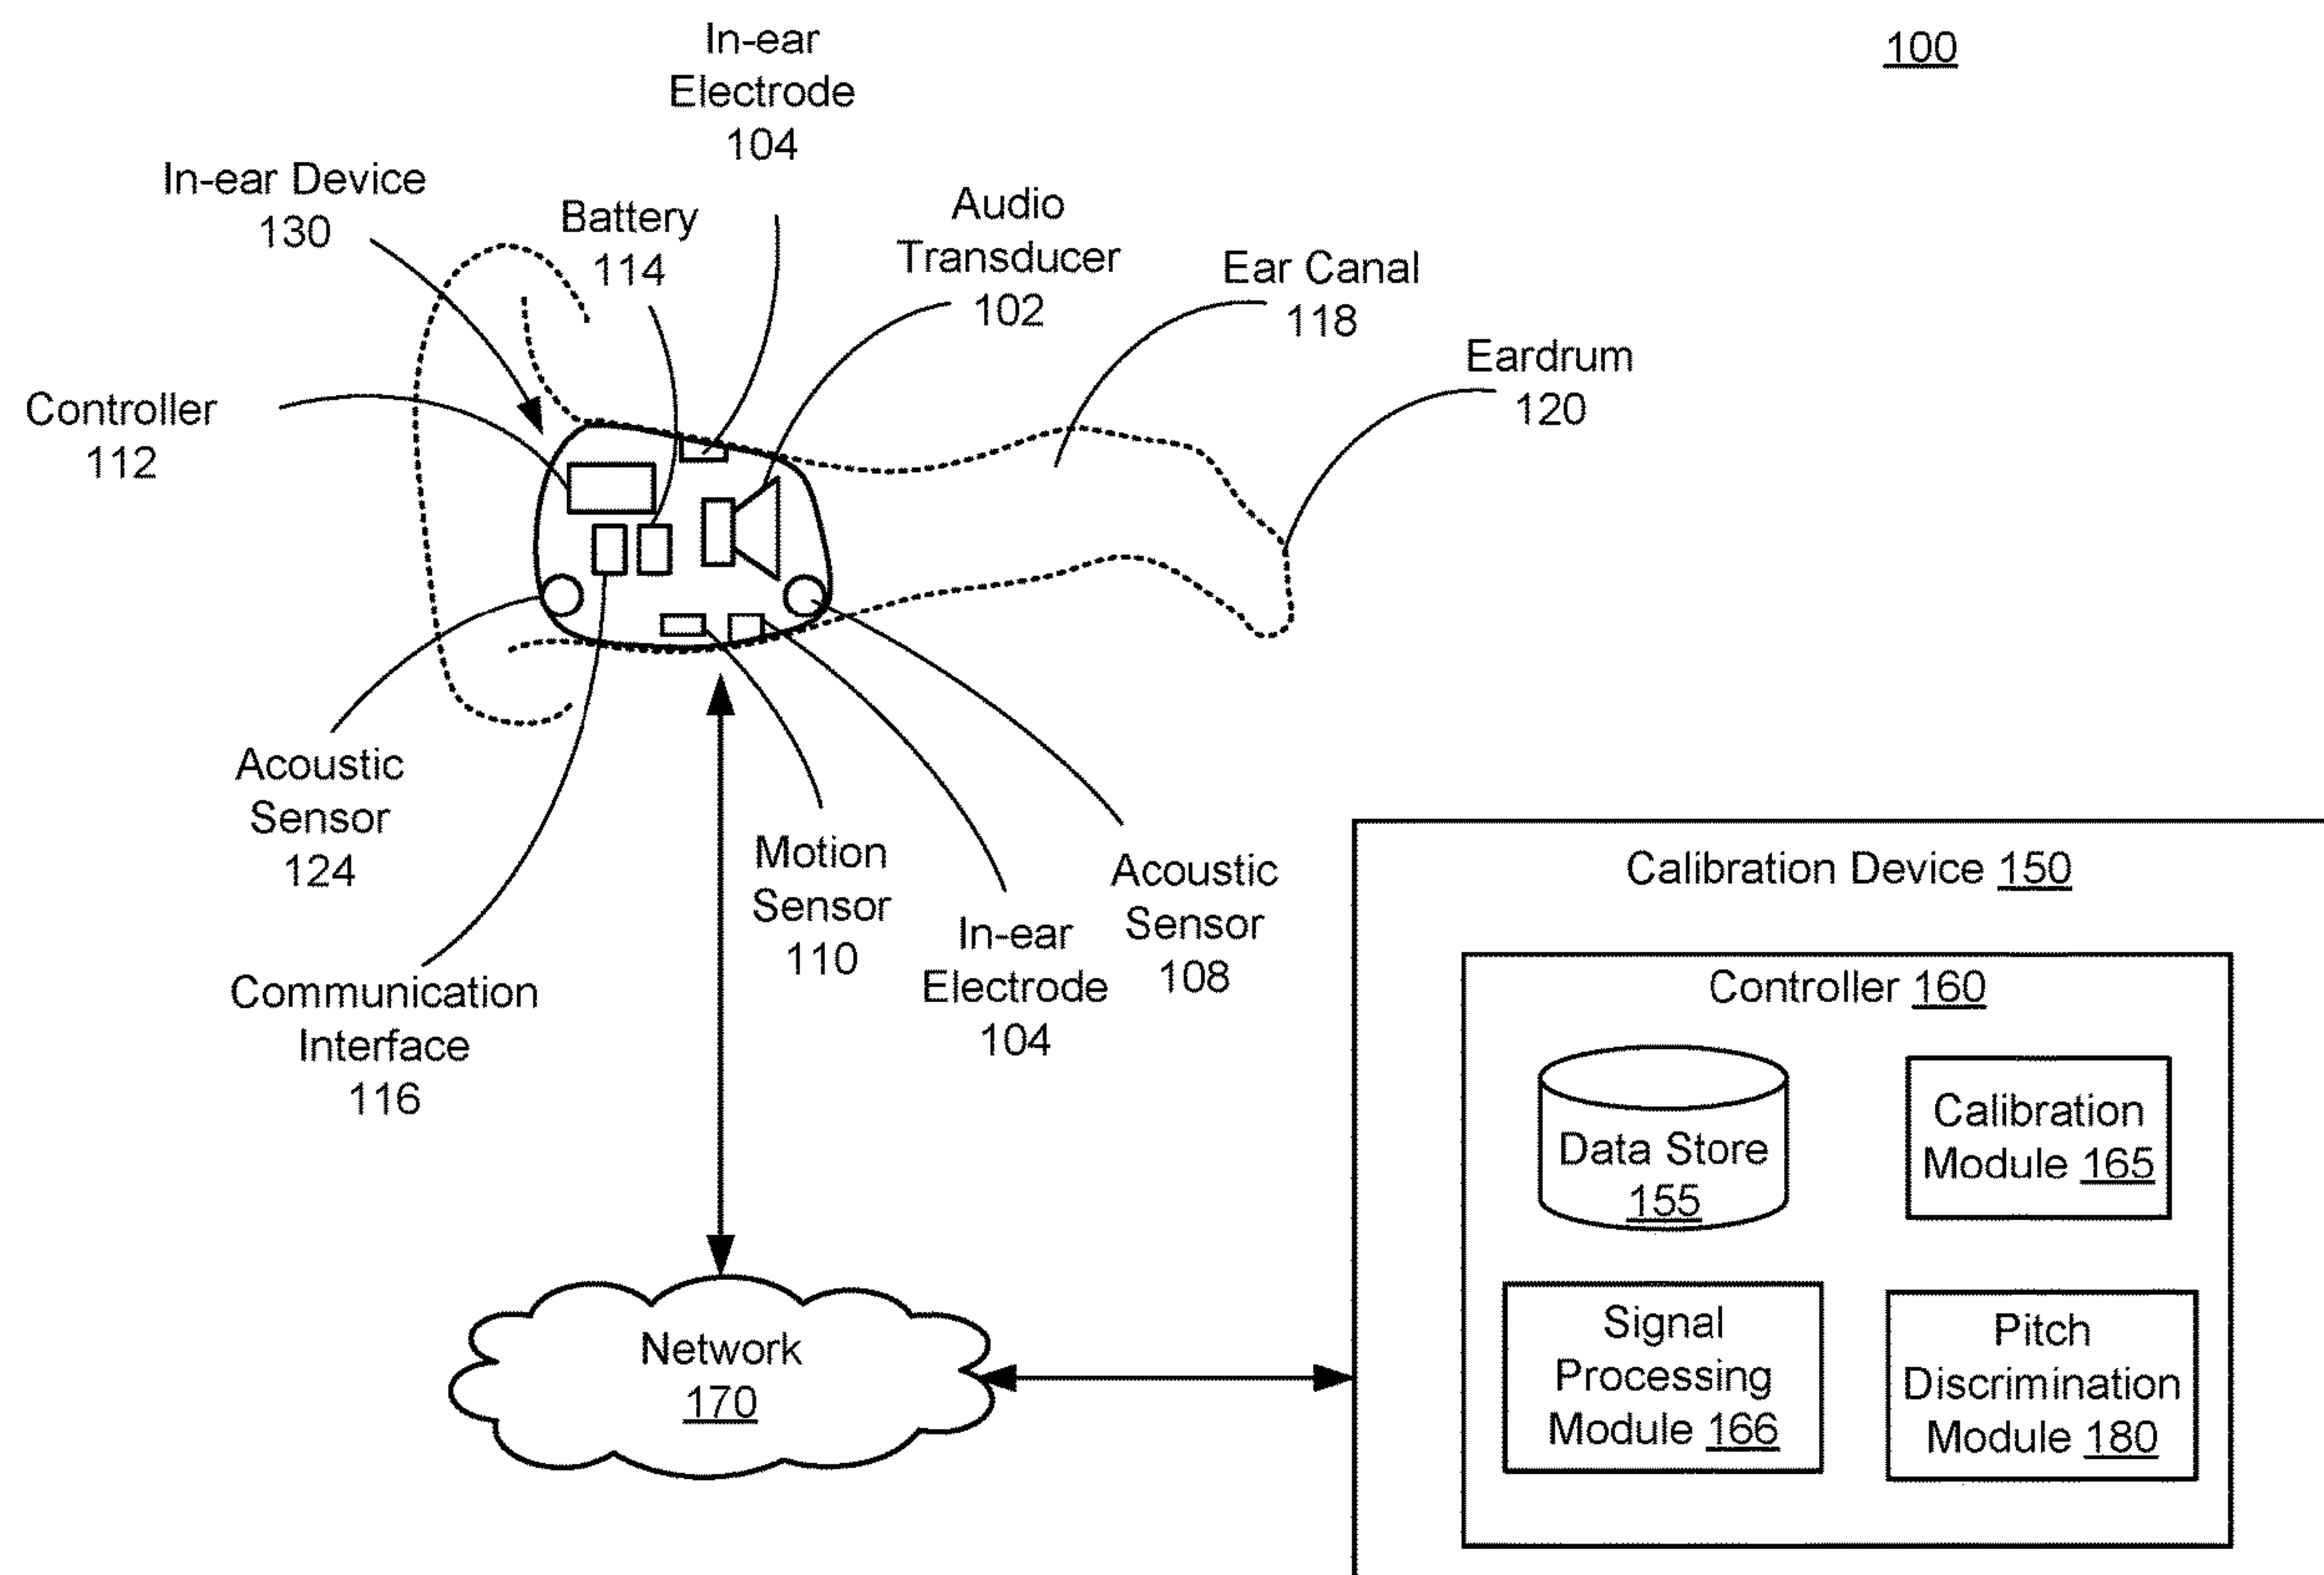 100
In-ear
Electrode
104
In-ear Device
130
Battery
114
Audio
Transducer
102
Ear Canal
118
Eardrum
120
Controller
112
Acoustic
Sensor
124
Communication
Interface
116
Motion
Sensor
110
In-ear
Electrode
104
Acoustic
Sensor
108
Calibration Device 150
Controller 160
Data Store
155
Calibration
Module 165
Signal
Processing
Module 166
Pitch
Discrimination
Module 180
Network
170